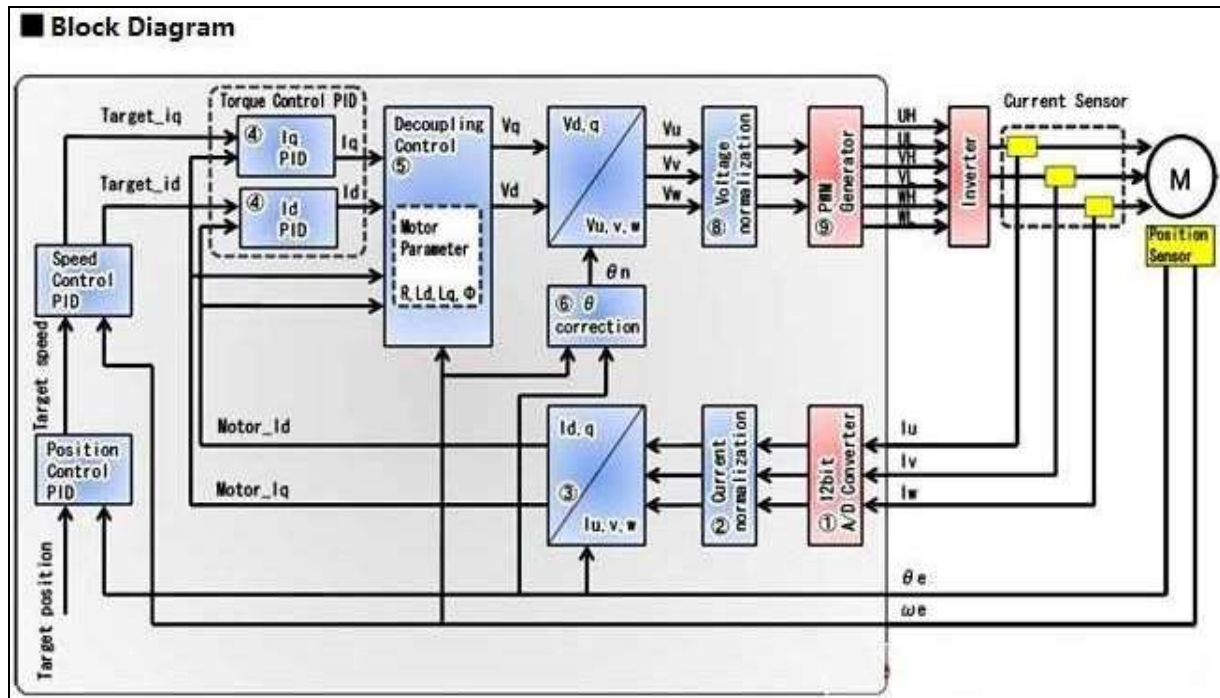 ■ Block Diagram
Target_iq
Torque Control PID
④ Iq
PID
Iq
Target_id
④ Id
PID
Id
Decoupling
Control
⑤
Motor
Parameter
R, Ld, Lq, Φ
Vq
Vd
Vd, q
Vu, v, w
Vu
Vv
Vw
⑧ Voltage
normalization
⑨ PWM
Generator
UH
UL
VH
VL
WH
WL
Inverter
Current Sensor
M
Position
Sensor
Speed
Control
PID
θn
⑥ θ
correction
Target speed
Position
Control
PID
Motor_Id
Motor_Iq
Id, q
③
Iu, v, w
② Current
normalization
① 12bit
A/D Converter
Iu
Iv
Iw
Target position
θe
ωe